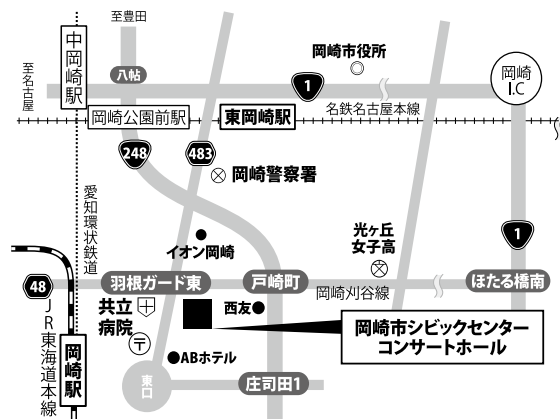 至豊田
中岡崎駅
至名古屋
八帖
岡崎市役所
1
岡崎
I.C
岡崎公園前駅
東岡崎駅
名鉄名古屋本線
248
483
岡崎警察署
愛知環状鉄道
イオン岡崎
光ヶ丘
女子高
1
48
羽根ガード東
戸崎町
岡崎刈谷線
ほたる橋南
共立
病院
西友
岡崎市シビックセンター
コンサートホール
JR東海道本線
岡崎駅
〒
ABホテル
東口
庄司田1